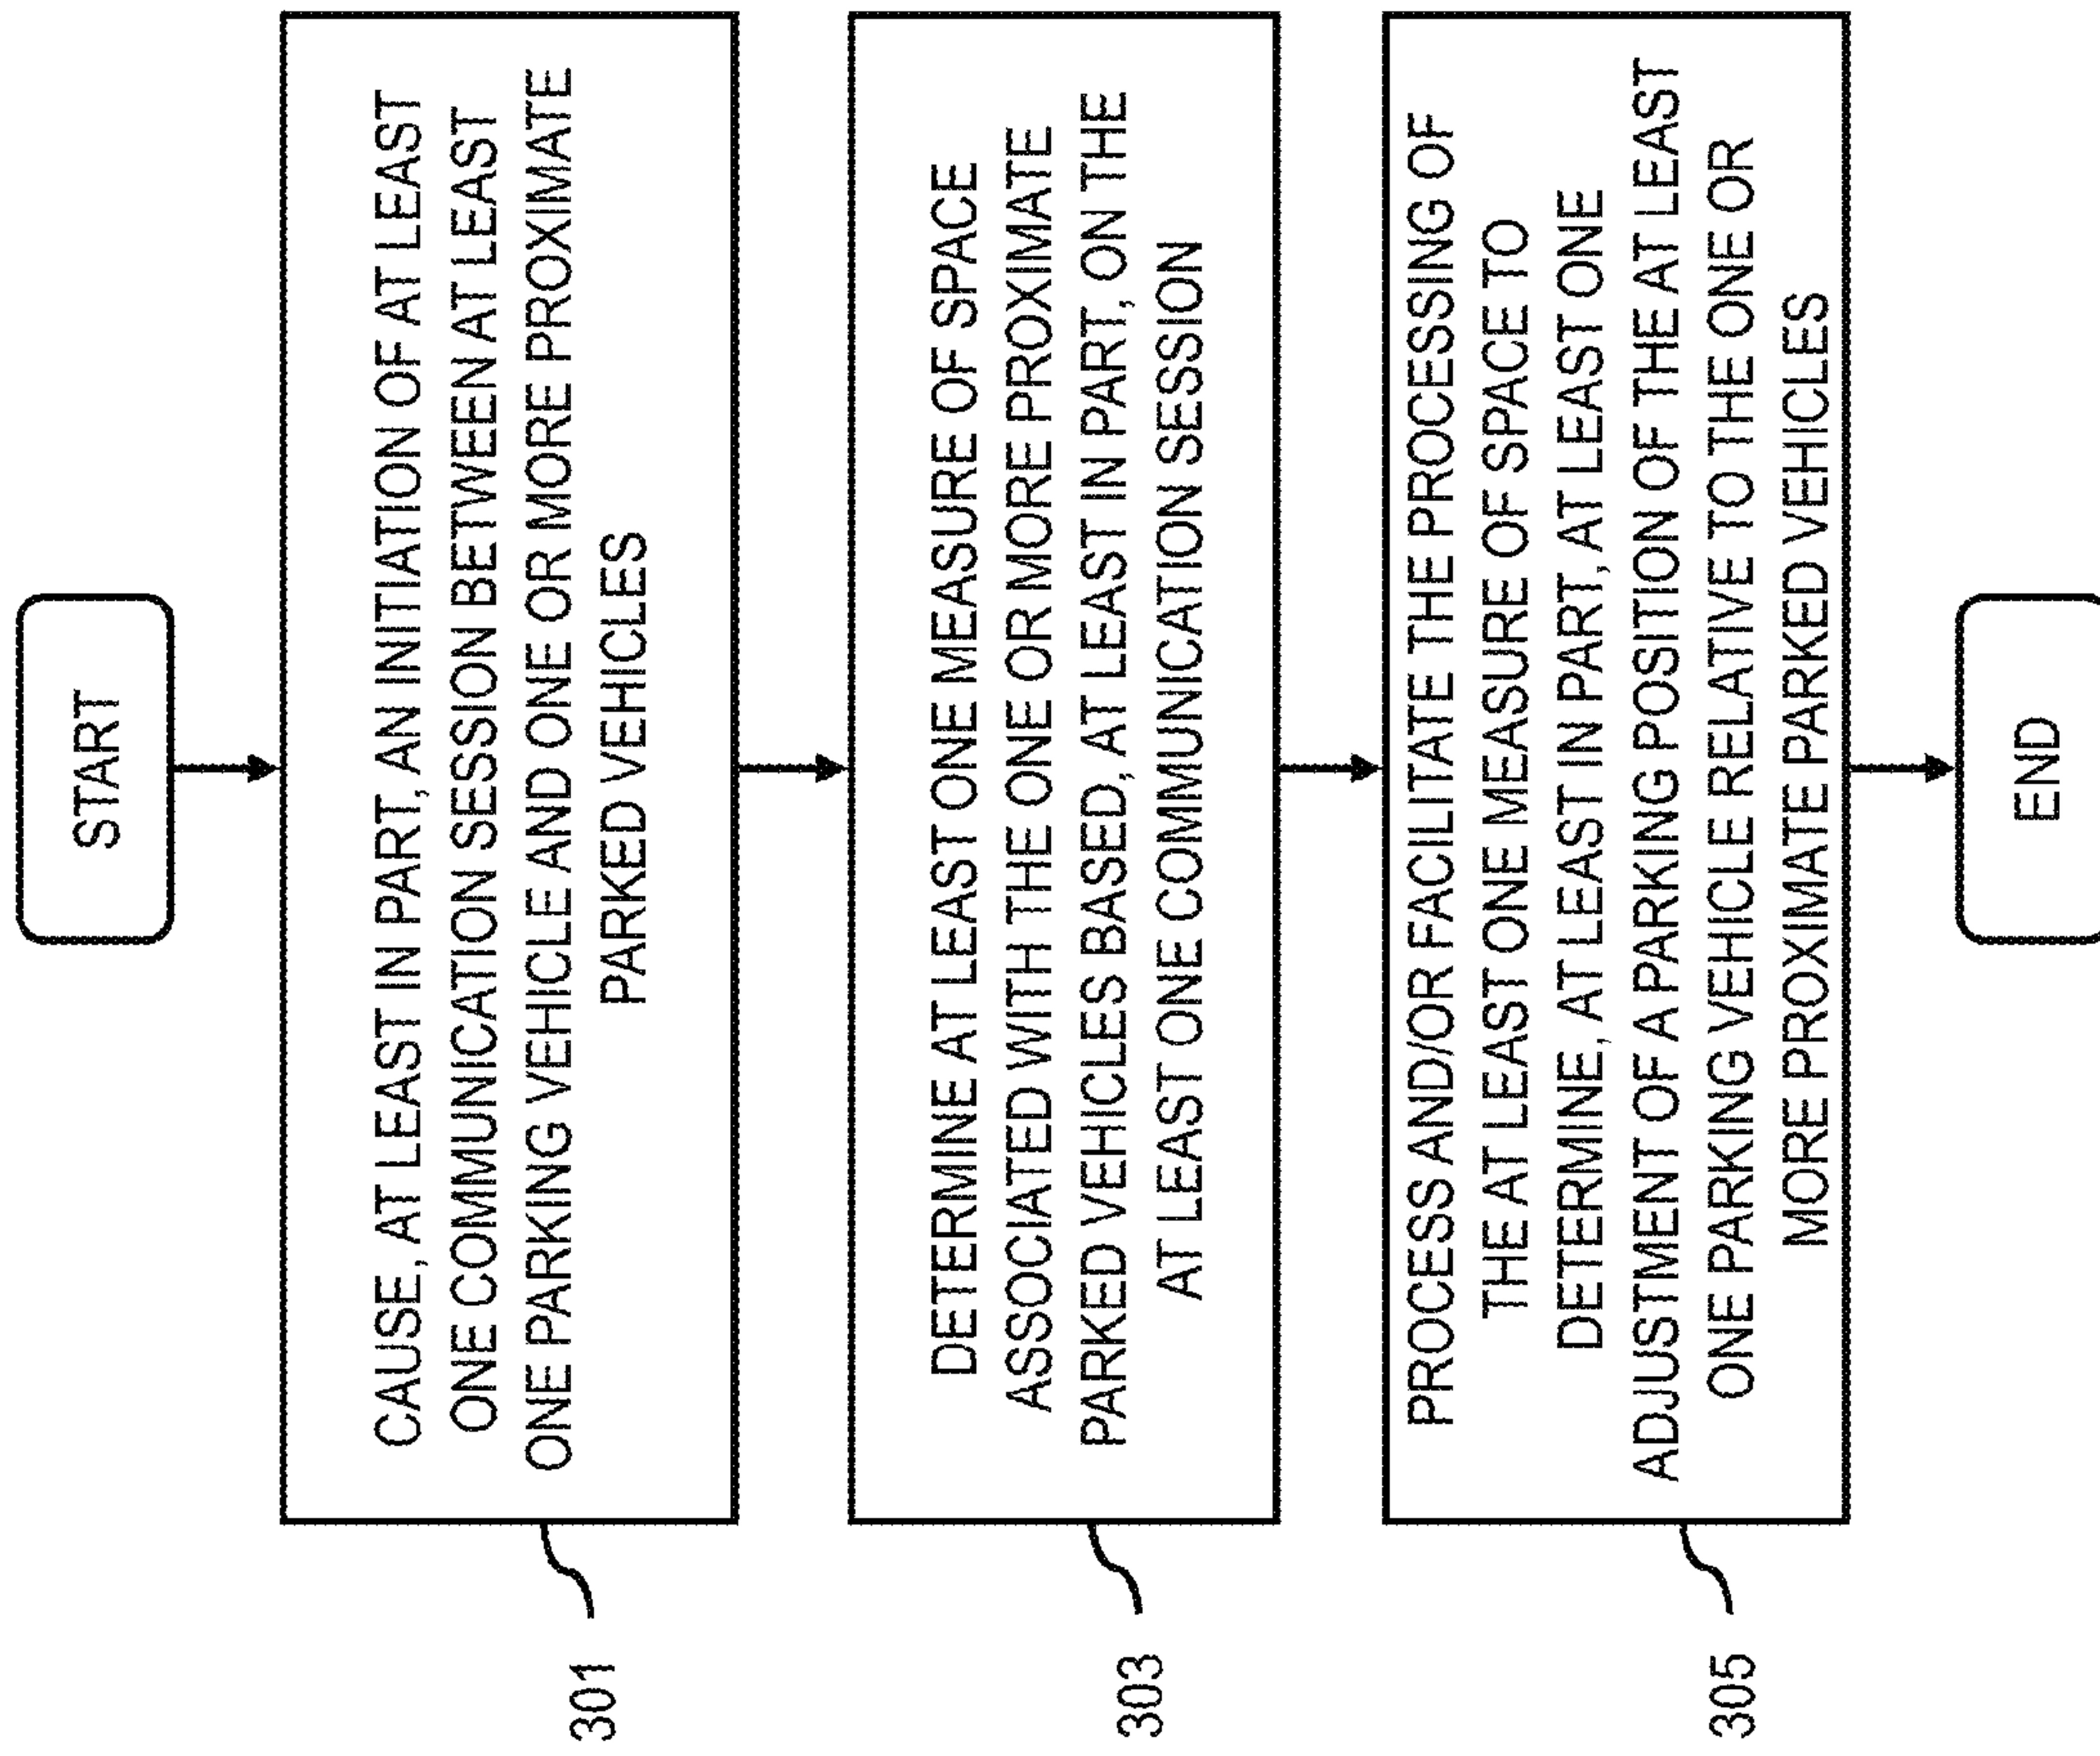 START
CAUSE, AT LEAST IN PART, AN INITIATION OF AT LEAST
ONE COMMUNICATION SESSION BETWEEN AT LEAST
ONE PARKING VEHICLE AND ONE OR MORE PROXIMATE
PARKED VEHICLES
301
DETERMINE AT LEAST ONE MEASURE OF SPACE
ASSOCIATED WITH THE ONE OR MORE PROXIMATE
PARKED VEHICLES BASED, AT LEAST IN PART, ON THE
AT LEAST ONE COMMUNICATION SESSION
303
PROCESS AND/OR FACILITATE THE PROCESSING OF
THE AT LEAST ONE MEASURE OF SPACE TO
DETERMINE, AT LEAST IN PART, AT LEAST ONE
ADJUSTMENT OF A PARKING POSITION OF THE AT LEAST
ONE PARKING VEHICLE RELATIVE TO THE ONE OR
MORE PROXIMATE PARKED VEHICLES
305
END